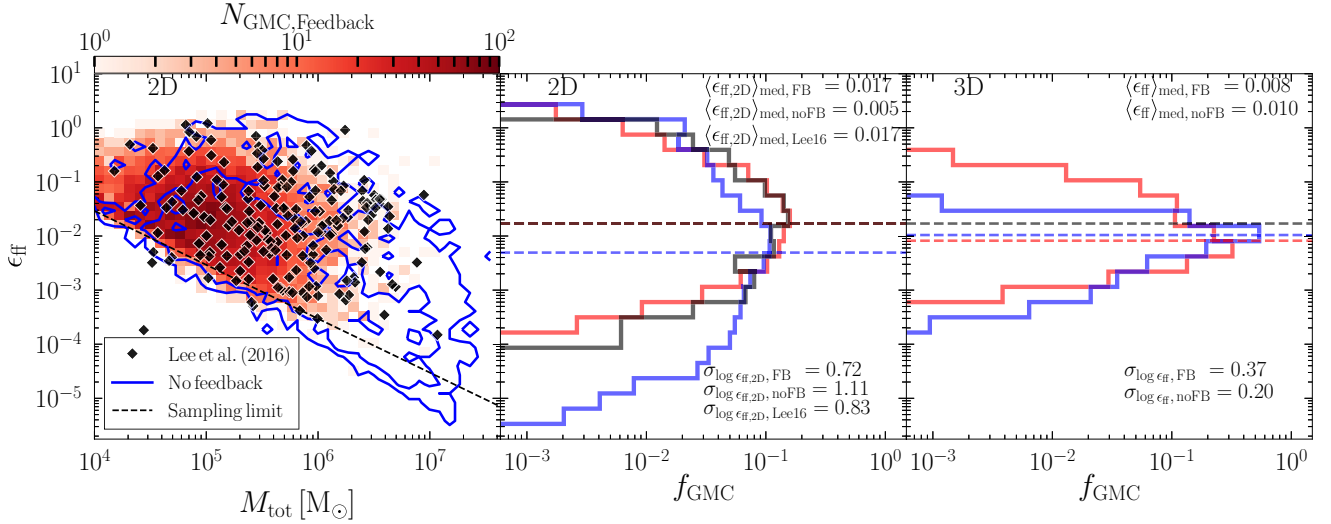 N_GMC,Feedback
10^0 10^1 10^2
2D
10^1
10^0
10^-1
10^-2
10^-3
10^-4
10^-5
ϵ_ff
Lee et al. (2016)
No feedback
Sampling limit
10^4 10^5 10^6 10^7
M_tot [M_⊙]
2D
⟨ϵ_ff,2D⟩_med, FB = 0.017
⟨ϵ_ff,2D⟩_med, noFB = 0.005
⟨ϵ_ff,2D⟩_med, Lee16 = 0.017
σ_log ϵ_ff,2D, FB = 0.72
σ_log ϵ_ff,2D, noFB = 1.11
σ_log ϵ_ff,2D, Lee16 = 0.83
10^-3 10^-2 10^-1 10^0
f_GMC
3D
⟨ϵ_ff⟩_med, FB = 0.008
⟨ϵ_ff⟩_med, noFB = 0.010
σ_log ϵ_ff, FB = 0.37
σ_log ϵ_ff, noFB = 0.20
10^-3 10^-2 10^-1 10^0
f_GMC